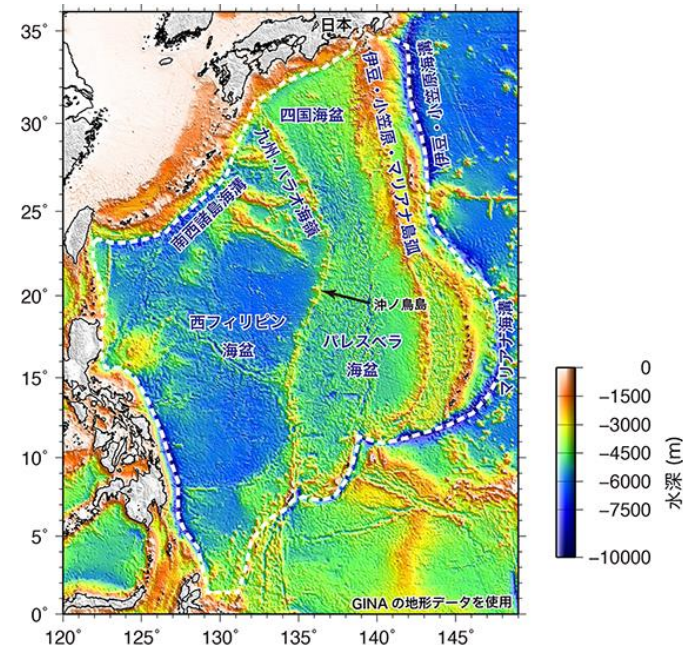 日本
35°
30°
25°
20°
15°
10°
5°
0°
伊豆・小笠原海溝
伊豆・小笠原・マリアナ島弧
四国海盆
九州・パラオ海嶺
南西諸島海溝
沖ノ鳥島
西フィリピン
海盆
パレスベラ
海盆
マリアナ海溝
GINA の地形データを使用
120°
125°
130°
135°
140°
145°
0
−1500
−3000
−4500
−6000
−7500
−10000
水深 (m)